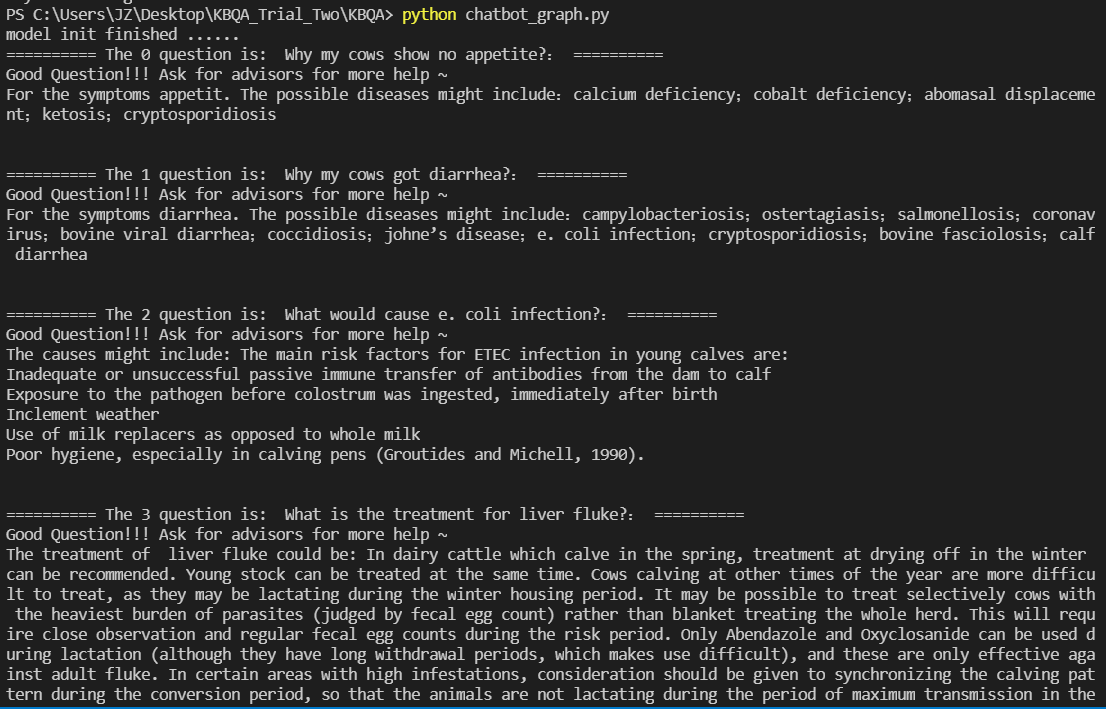 PS C:\Users\JZ\Desktop\KBQA_Trial_Two\KBQA> python chatbot_graph.py
model init finished ......
========== The 0 question is:  Why my cows show no appetite?:  ==========
Good Question!!! Ask for advisors for more help ~
For the symptoms appetit. The possible diseases might include: calcium deficiency; cobalt deficiency; abomasal displaceme
nt; ketosis; cryptosporidiosis
========== The 1 question is:  Why my cows got diarrhea?:  ==========
Good Question!!! Ask for advisors for more help ~
For the symptoms diarrhea. The possible diseases might include: campylobacteriosis; ostertagiasis; salmonellosis; coronav
irus; bovine viral diarrhea; coccidiosis; johne’s disease; e. coli infection; cryptosporidiosis; bovine fasciolosis; calf
 diarrhea
========== The 2 question is:  What would cause e. coli infection?:  ==========
Good Question!!! Ask for advisors for more help ~
The causes might include: The main risk factors for ETEC infection in young calves are:
Inadequate or unsuccessful passive immune transfer of antibodies from the dam to calf
Exposure to the pathogen before colostrum was ingested, immediately after birth
Inclement weather
Use of milk replacers as opposed to whole milk
Poor hygiene, especially in calving pens (Groutides and Michell, 1990).
========== The 3 question is:  What is the treatment for liver fluke?:  ==========
Good Question!!! Ask for advisors for more help ~
The treatment of  liver fluke could be: In dairy cattle which calve in the spring, treatment at drying off in the winter
can be recommended. Young stock can be treated at the same time. Cows calving at other times of the year are more difficu
lt to treat, as they may be lactating during the winter housing period. It may be possible to treat selectively cows with
 the heaviest burden of parasites (judged by fecal egg count) rather than blanket treating the whole herd. This will requ
ire close observation and regular fecal egg counts during the risk period. Only Abendazole and Oxyclosanide can be used d
uring lactation (although they have long withdrawal periods, which makes use difficult), and these are only effective aga
inst adult fluke. In certain areas with high infestations, consideration should be given to synchronizing the calving pat
tern during the conversion period, so that the animals are not lactating during the period of maximum transmission in the